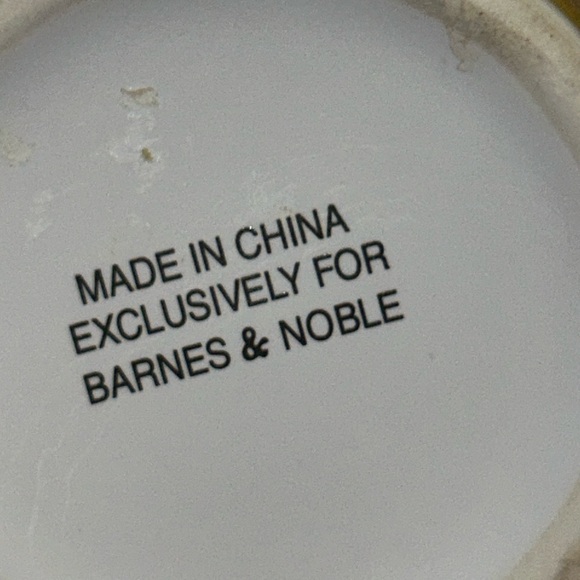 MADE IN CHINA
EXCLUSIVELY FOR
BARNES & NOBLE